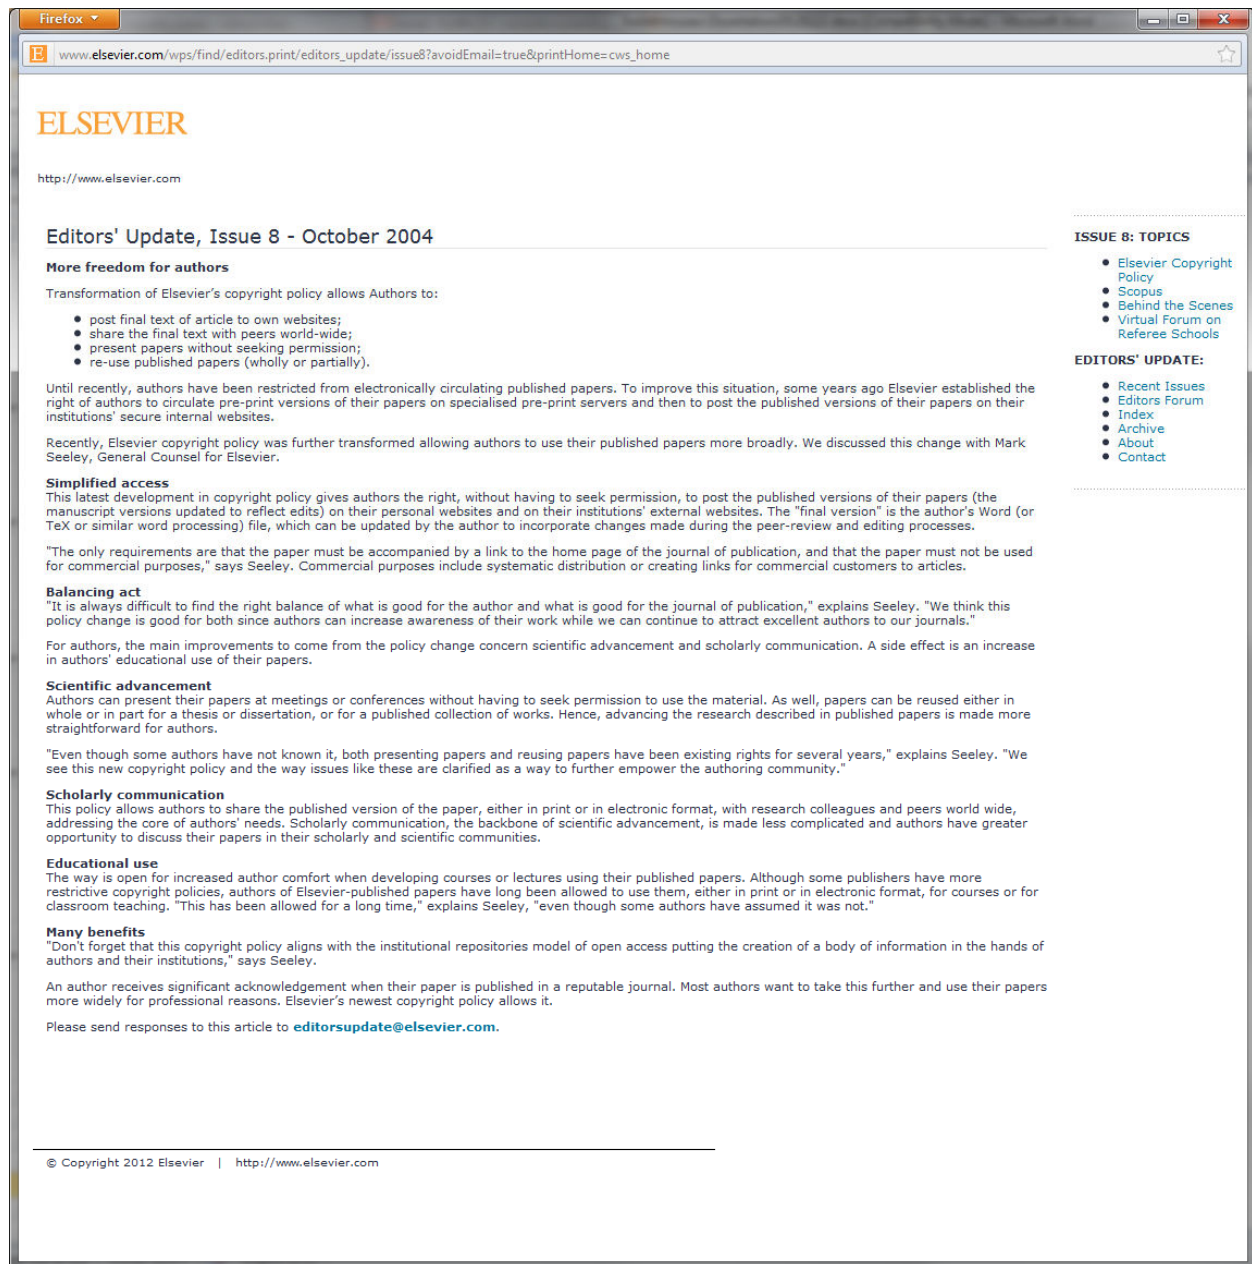 Firefox
www.elsevier.com/wps/find/editors.print/editors_update/issue8?avoidEmail=true&printHome=cws_home
ELSEVIER
http://www.elsevier.com
Editors' Update, Issue 8 - October 2004
More freedom for authors
Transformation of Elsevier’s copyright policy allows Authors to:
post final text of article to own websites;
share the final text with peers world-wide;
present papers without seeking permission;
re-use published papers (wholly or partially).
Until recently, authors have been restricted from electronically circulating published papers. To improve this situation, some years ago Elsevier established the
right of authors to circulate pre-print versions of their papers on specialised pre-print servers and then to post the published versions of their papers on their
institutions' secure internal websites.
Recently, Elsevier copyright policy was further transformed allowing authors to use their published papers more broadly. We discussed this change with Mark
Seeley, General Counsel for Elsevier.
Simplified access
This latest development in copyright policy gives authors the right, without having to seek permission, to post the published versions of their papers (the
manuscript versions updated to reflect edits) on their personal websites and on their institutions' external websites. The "final version" is the author's Word (or
TeX or similar word processing) file, which can be updated by the author to incorporate changes made during the peer-review and editing processes.
"The only requirements are that the paper must be accompanied by a link to the home page of the journal of publication, and that the paper must not be used
for commercial purposes," says Seeley. Commercial purposes include systematic distribution or creating links for commercial customers to articles.
Balancing act
"It is always difficult to find the right balance of what is good for the author and what is good for the journal of publication," explains Seeley. "We think this
policy change is good for both since authors can increase awareness of their work while we can continue to attract excellent authors to our journals."
For authors, the main improvements to come from the policy change concern scientific advancement and scholarly communication. A side effect is an increase
in authors' educational use of their papers.
Scientific advancement
Authors can present their papers at meetings or conferences without having to seek permission to use the material. As well, papers can be reused either in
whole or in part for a thesis or dissertation, or for a published collection of works. Hence, advancing the research described in published papers is made more
straightforward for authors.
"Even though some authors have not known it, both presenting papers and reusing papers have been existing rights for several years," explains Seeley. "We
see this new copyright policy and the way issues like these are clarified as a way to further empower the authoring community."
Scholarly communication
This policy allows authors to share the published version of the paper, either in print or in electronic format, with research colleagues and peers world wide,
addressing the core of authors' needs. Scholarly communication, the backbone of scientific advancement, is made less complicated and authors have greater
opportunity to discuss their papers in their scholarly and scientific communities.
Educational use
The way is open for increased author comfort when developing courses or lectures using their published papers. Although some publishers have more
restrictive copyright policies, authors of Elsevier-published papers have long been allowed to use them, either in print or in electronic format, for courses or for
classroom teaching. "This has been allowed for a long time," explains Seeley, "even though some authors have assumed it was not."
Many benefits
"Don't forget that this copyright policy aligns with the institutional repositories model of open access putting the creation of a body of information in the hands of
authors and their institutions," says Seeley.
An author receives significant acknowledgement when their paper is published in a reputable journal. Most authors want to take this further and use their papers
more widely for professional reasons. Elsevier’s newest copyright policy allows it.
Please send responses to this article to editorsupdate@elsevier.com.
ISSUE 8: TOPICS
Elsevier Copyright
Policy
Scopus
Behind the Scenes
Virtual Forum on
Referee Schools
EDITORS' UPDATE:
Recent Issues
Editors Forum
Index
Archive
About
Contact
© Copyright 2012 Elsevier | http://www.elsevier.com